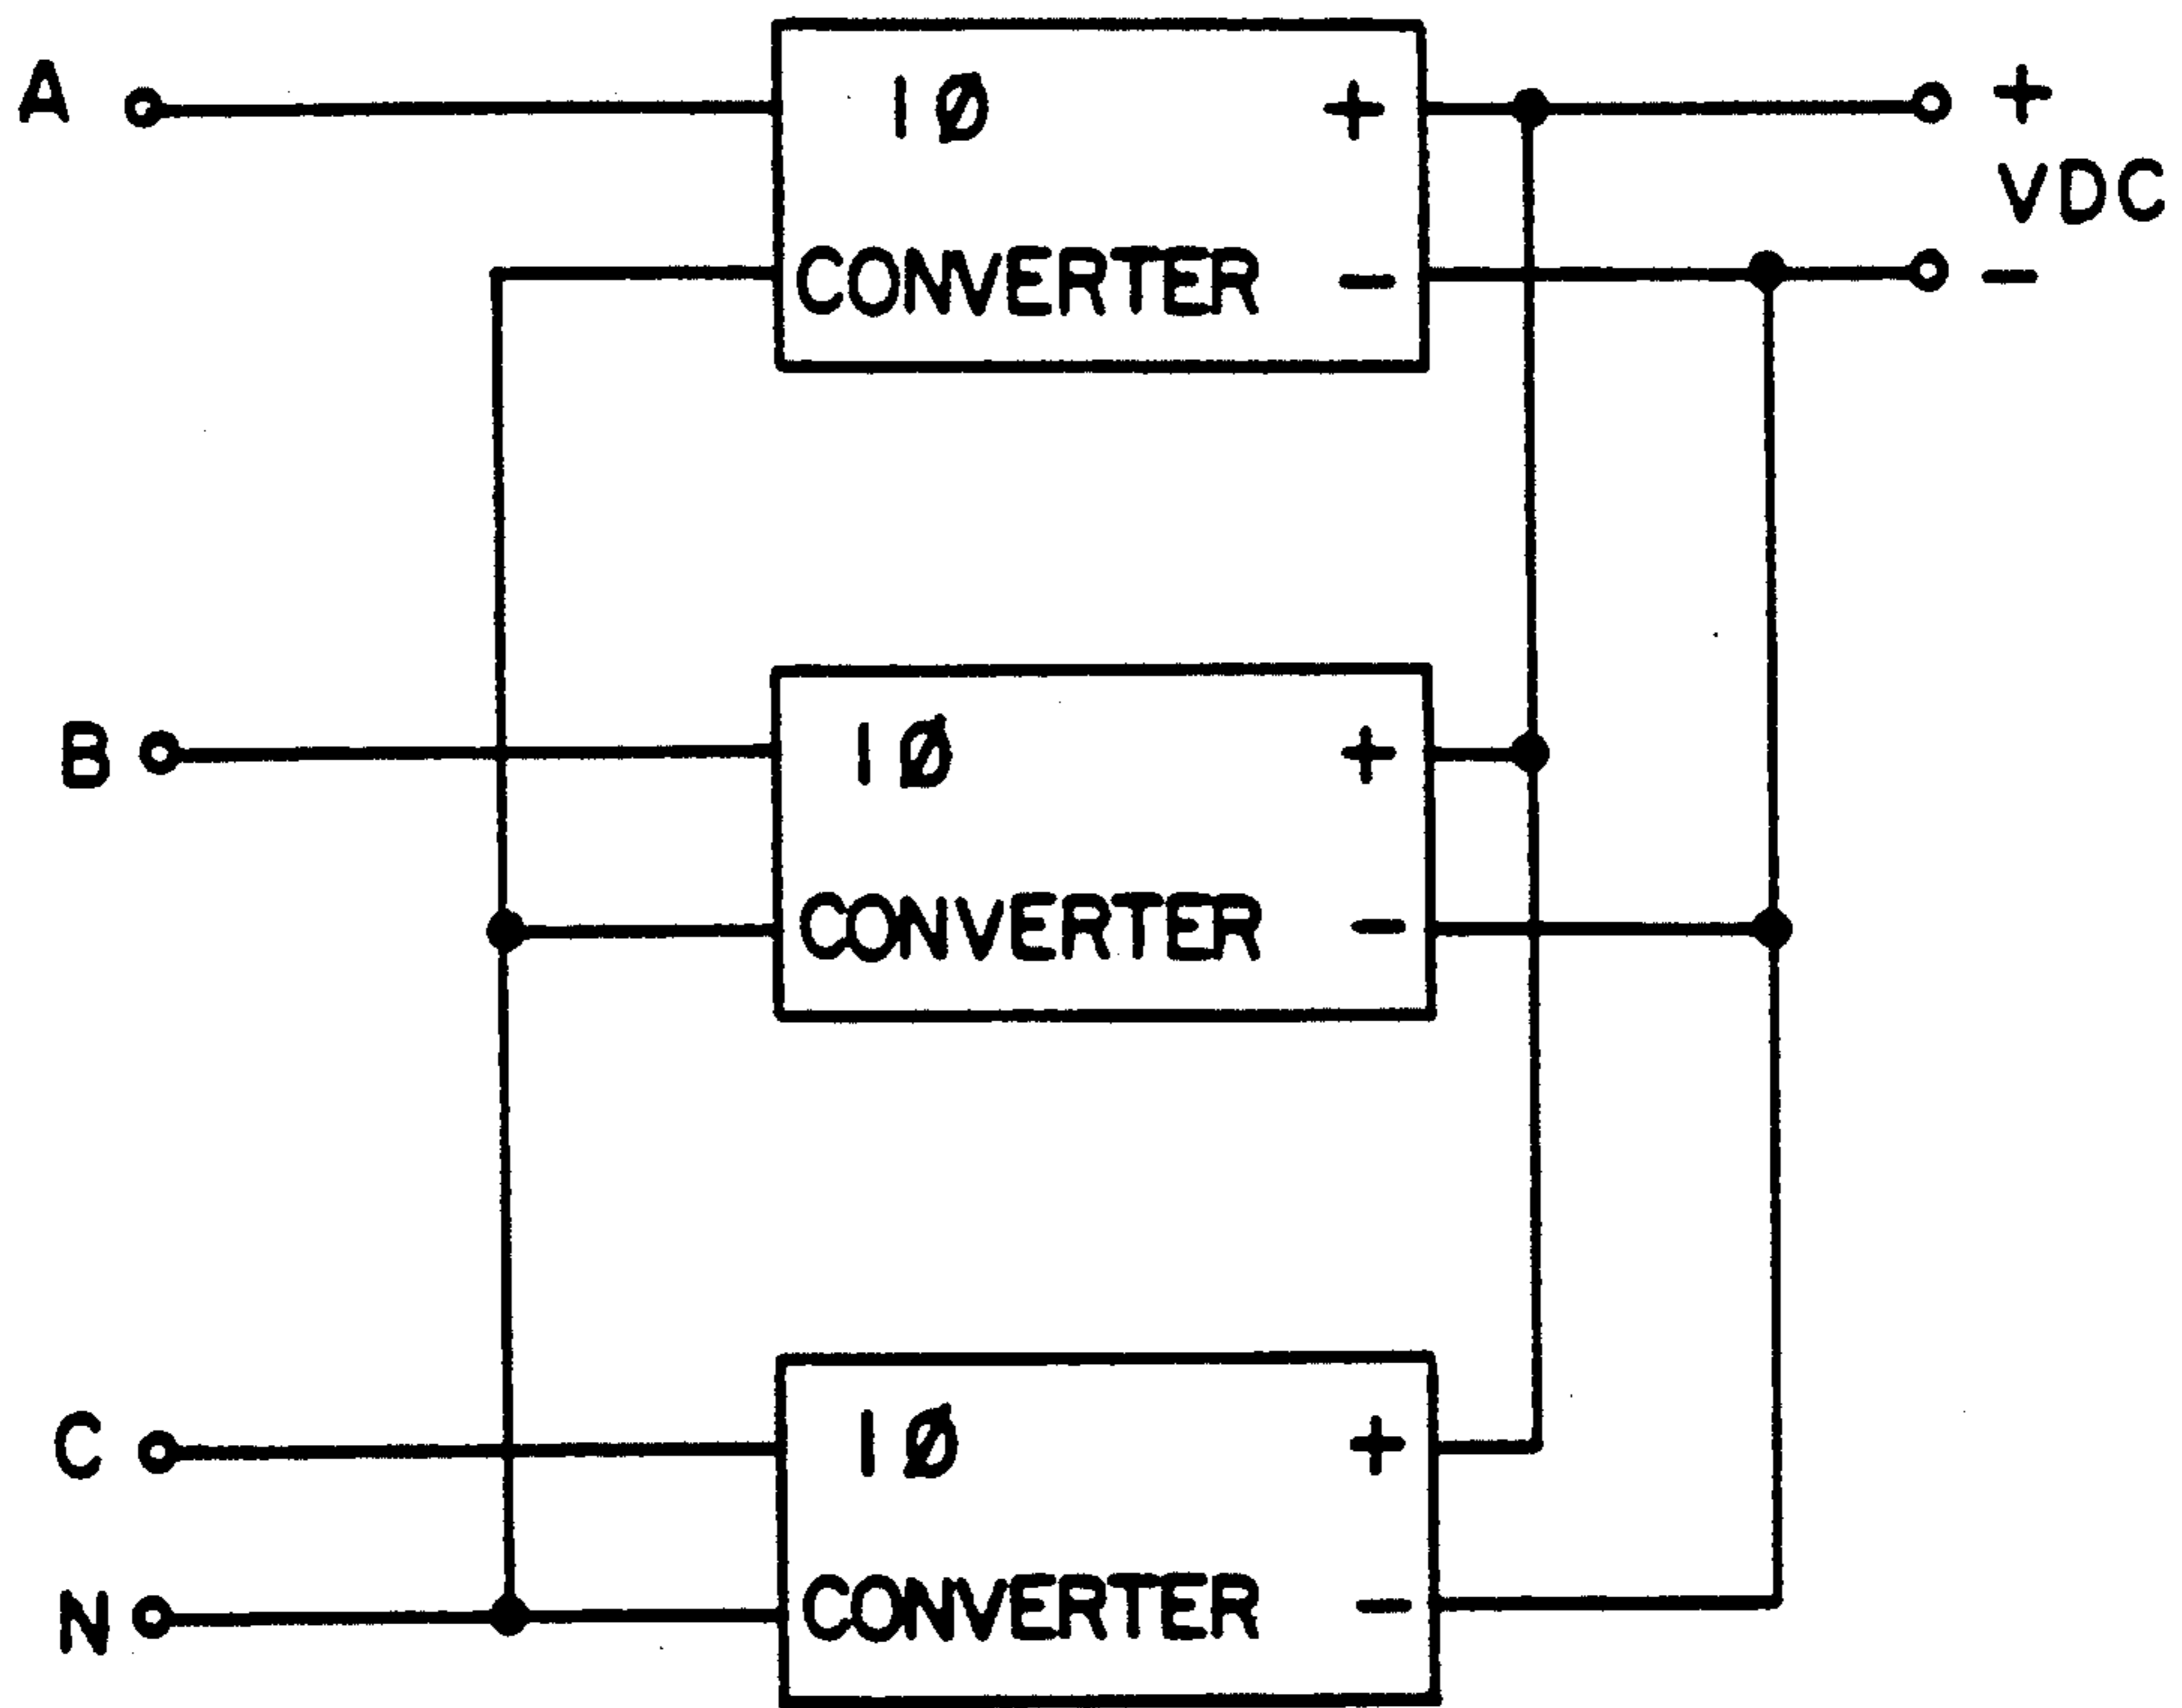 A 1Ø + +
VDC
CONVERTER - -
B 1Ø +
CONVERTER -
C 1Ø +
N CONVERTER -